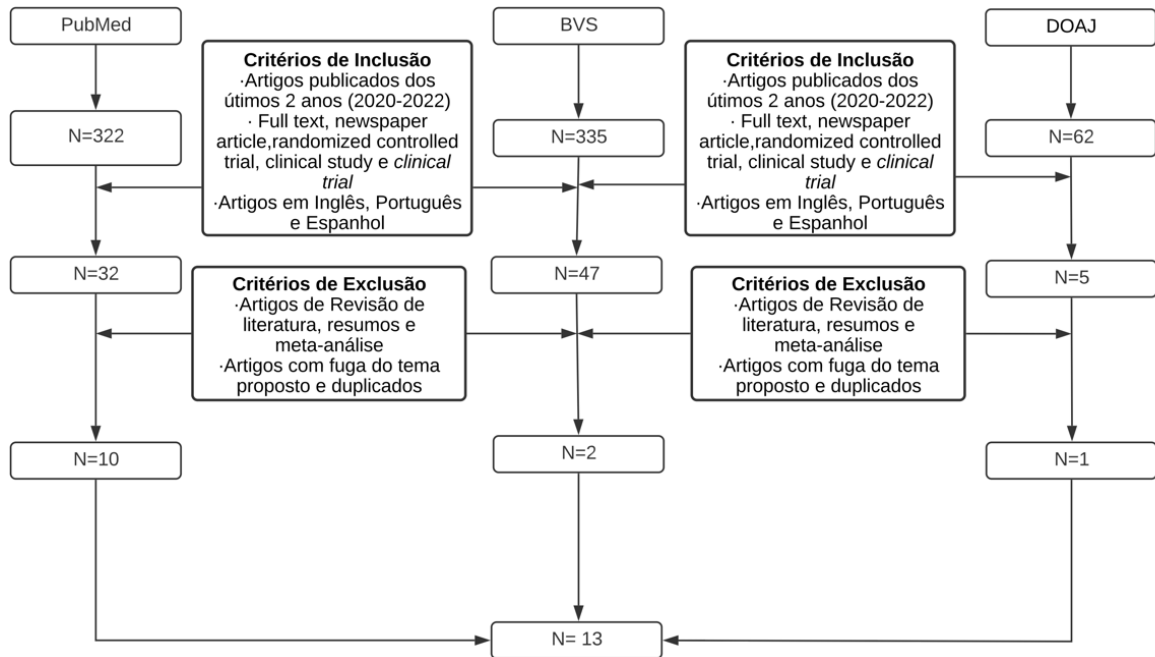 PubMed
BVS
DOAJ
Critérios de Inclusão
·Artigos publicados dos
útimos 2 anos (2020-2022)
· Full text, newspaper
article,randomized controlled
trial, clinical study e clinical
trial
·Artigos em Inglês, Português
e Espanhol
Critérios de Inclusão
·Artigos publicados dos
útimos 2 anos (2020-2022)
· Full text, newspaper
article,randomized controlled
trial, clinical study e clinical
trial
·Artigos em Inglês, Português
e Espanhol
N=322
N=335
N=62
N=32
N=47
N=5
Critérios de Exclusão
·Artigos de Revisão de
literatura, resumos e
meta-análise
·Artigos com fuga do tema
proposto e duplicados
Critérios de Exclusão
·Artigos de Revisão de
literatura, resumos e
meta-análise
·Artigos com fuga do tema
proposto e duplicados
N=10
N=2
N=1
N= 13